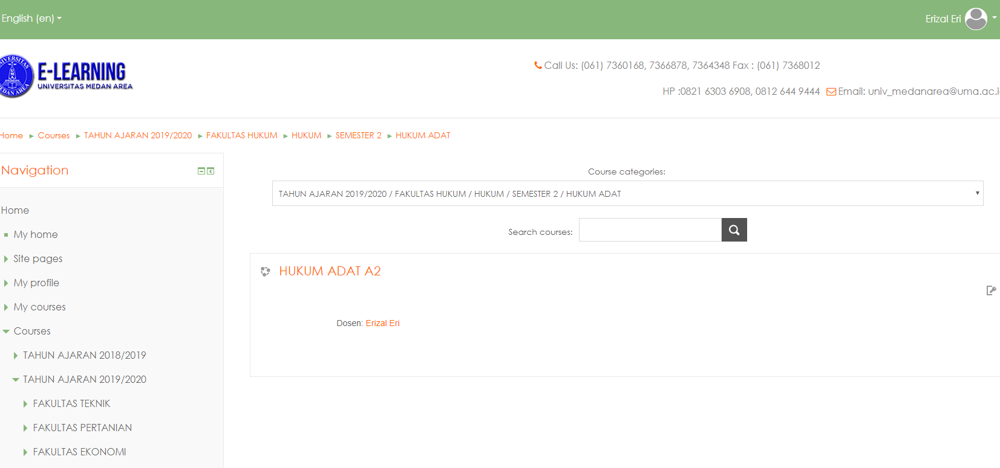 English (en)
Erizal Eri
UNIVERSITAS MEDAN AREA
E-LEARNING
UNIVERSITAS MEDAN AREA
Call Us: (061) 7360168, 7366878, 7364348 Fax : (061) 7368012
HP :0821 6303 6908, 0812 644 9444 Email: univ_medanarea@uma.ac.i
Home ► Courses ► TAHUN AJARAN 2019/2020 ► FAKULTAS HUKUM ► HUKUM ► SEMESTER 2 ► HUKUM ADAT
Navigation
Home
My home
Site pages
My profile
My courses
Courses
TAHUN AJARAN 2018/2019
TAHUN AJARAN 2019/2020
FAKULTAS TEKNIK
FAKULTAS PERTANIAN
FAKULTAS EKONOMI
Course categories:
TAHUN AJARAN 2019/2020 / FAKULTAS HUKUM / HUKUM / SEMESTER 2 / HUKUM ADAT
Search courses:
HUKUM ADAT A2
Dosen: Erizal Eri